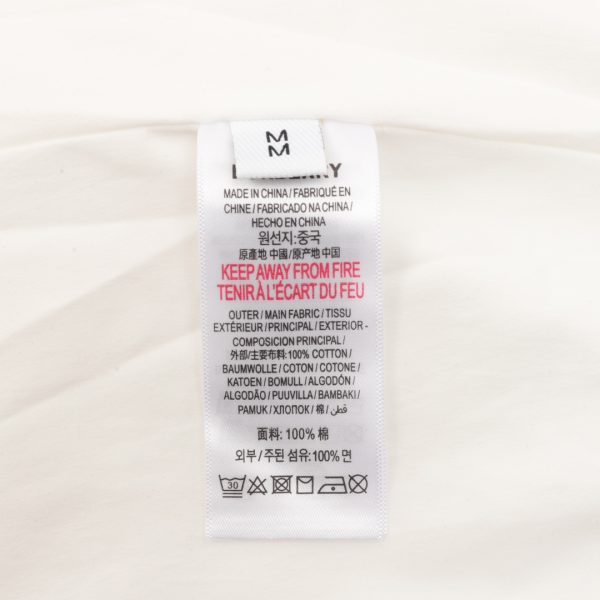 M
M
MADE IN CHINA / FABRIQUÉ EN
CHINE / FABRICADO NA CHINA /
HECHO EN CHINA
원선지:중국
原產地 中國/原产地 中国
KEEP AWAY FROM FIRE
TENIR À L'ÉCART DU FEU
OUTER / MAIN FABRIC / TISSU
EXTÉRIEUR / PRINCIPAL / EXTERIOR -
COMPOSICION PRINCIPAL /
外部/主要布料:100% COTTON /
BAUMWOLLE / COTON / COTONE /
KATOEN / BOMULL / ALGODÓN /
ALGODÃO / PUUVILLA / BAMBAKI /
PAMUK / ХЛОПОК / 棉 / قطن
面料: 100% 棉
외부 / 주된 섬유: 100% 면
30